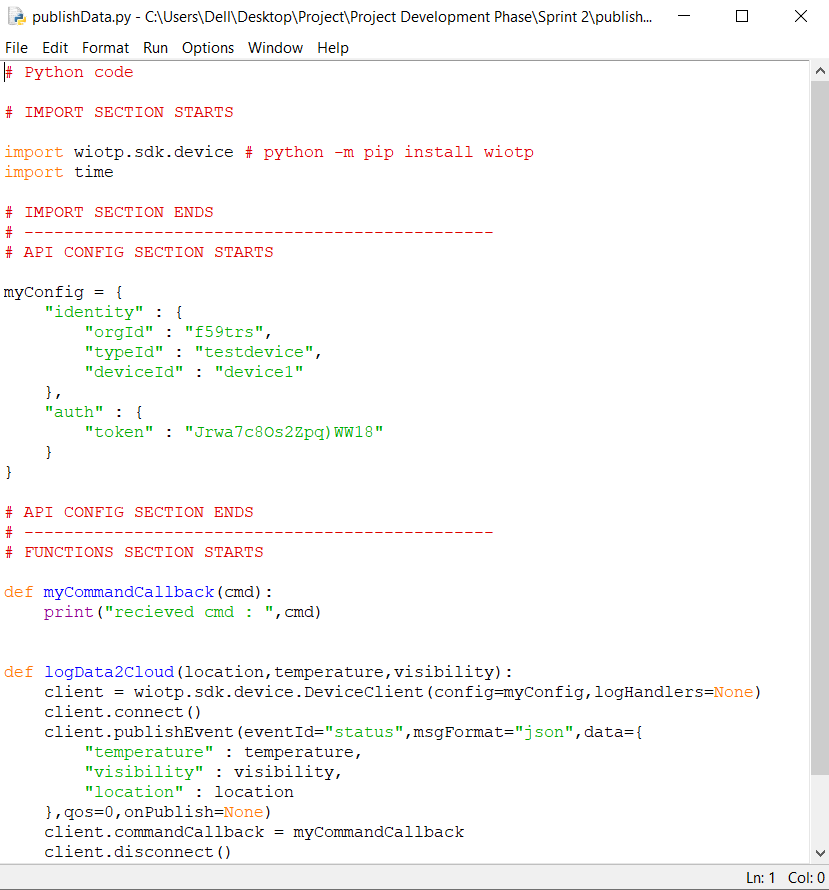 publishData.py - C:\Users\Dell\Desktop\Project\Project Development Phase\Sprint 2\publish...
File Edit Format Run Options Window Help
# Python code
# IMPORT SECTION STARTS
import wiotp.sdk.device # python -m pip install wiotp
import time
# IMPORT SECTION ENDS
# -----------------------------------------------
# API CONFIG SECTION STARTS
myConfig = {
    "identity" : {
        "orgId" : "f59trs",
        "typeId" : "testdevice",
        "deviceId" : "device1"
    },
    "auth" : {
        "token" : "Jrwa7c8Os2Zpq)WW18"
    }
}
# API CONFIG SECTION ENDS
# -----------------------------------------------
# FUNCTIONS SECTION STARTS
def myCommandCallback(cmd):
    print("recieved cmd : ",cmd)
def logData2Cloud(location,temperature,visibility):
    client = wiotp.sdk.device.DeviceClient(config=myConfig,logHandlers=None)
    client.connect()
    client.publishEvent(eventId="status",msgFormat="json",data={
        "temperature" : temperature,
        "visibility" : visibility,
        "location" : location
    },qos=0,onPublish=None)
    client.commandCallback = myCommandCallback
    client.disconnect()
Ln: 1 Col: 0